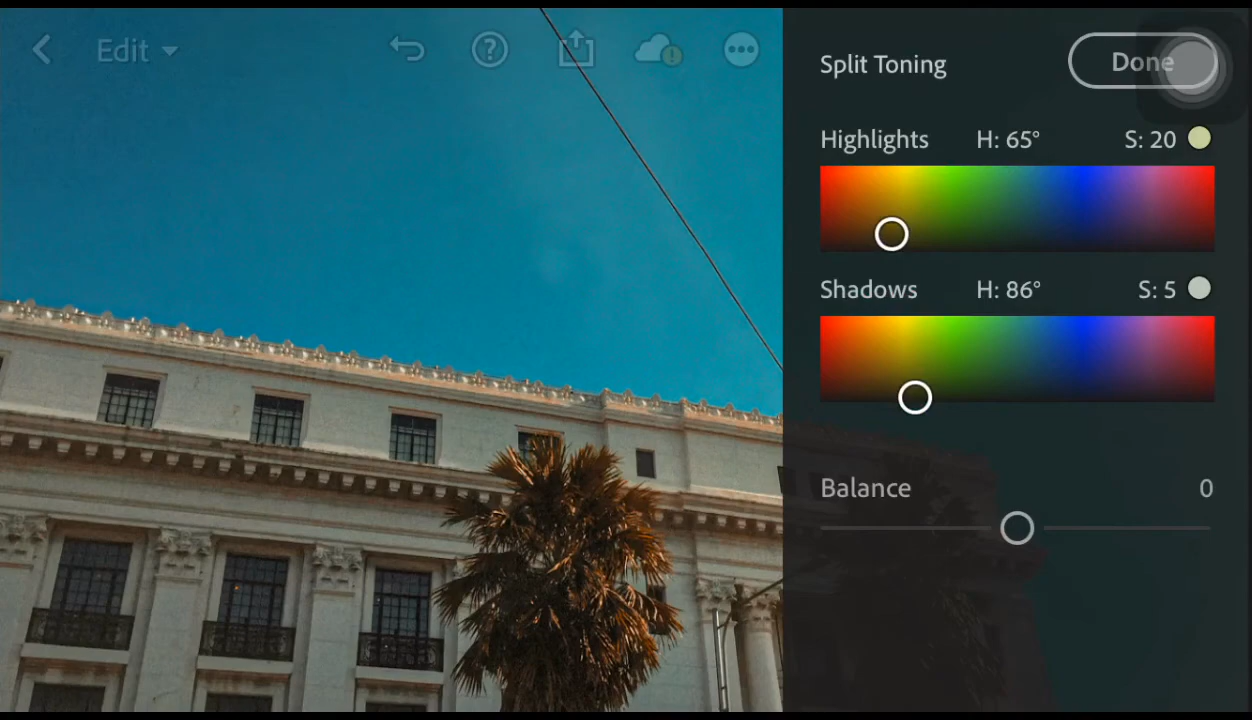 Edit
Split Toning
Done
Highlights H: 65° S: 20
Shadows H: 86° S: 5
Balance 0